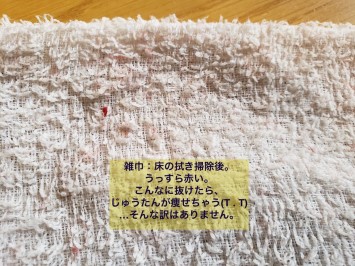 雑巾：床の拭き掃除後。
うっすら赤い。
こんなに抜けたら、
じゅうたんが痩せちゃう(T . T)
…そんな訳はありません。